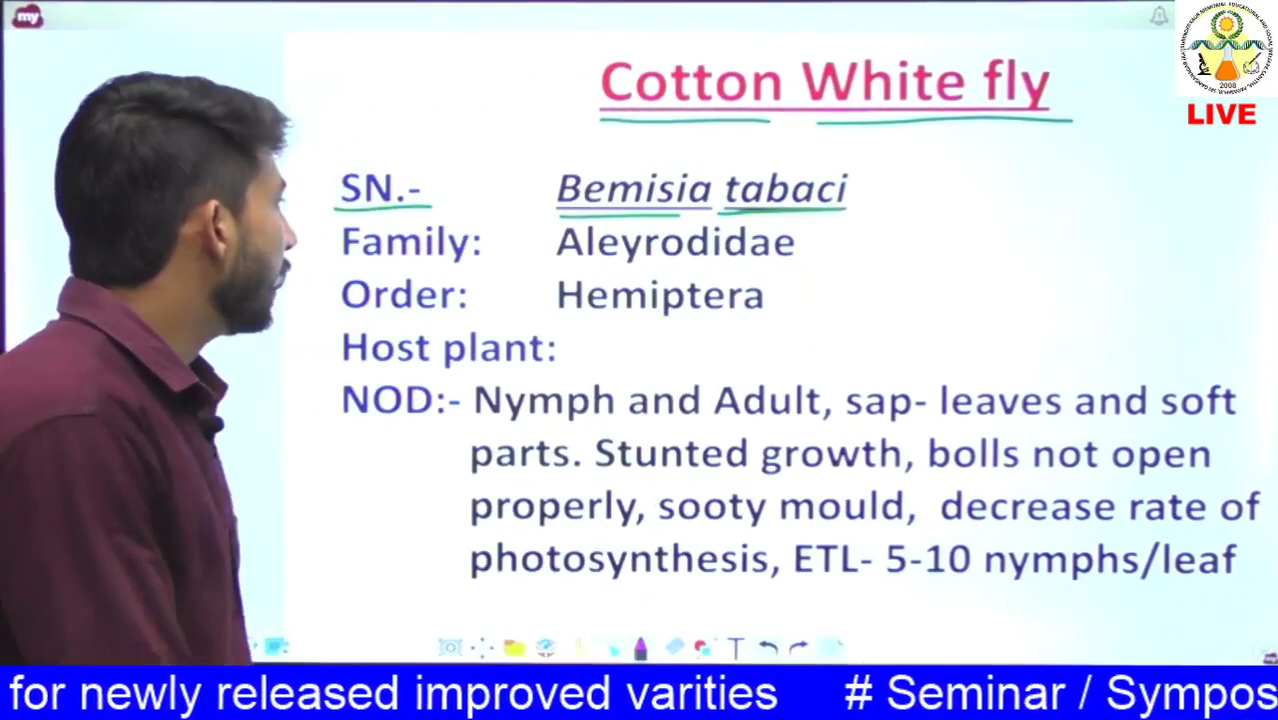 my
Cotton White fly
2008
LIVE
SN.- Bemisia tabaci
Family: Aleyrodidae
Order: Hemiptera
Host plant:
NOD:- Nymph and Adult, sap- leaves and soft
parts. Stunted growth, bolls not open
properly, sooty mould, decrease rate of
photosynthesis, ETL- 5-10 nymphs/leaf
T
for newly released improved varities # Seminar / Sympos